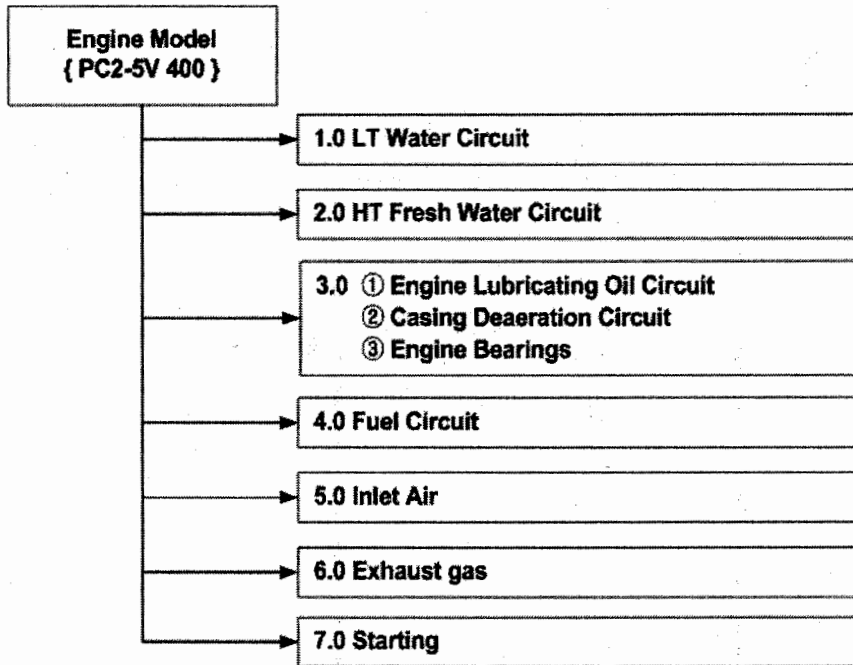 Engine Model
{ PC2-5V 400 }
1.0 LT Water Circuit
2.0 HT Fresh Water Circuit
3.0 ① Engine Lubricating Oil Circuit
② Casing Deaeration Circuit
③ Engine Bearings
4.0 Fuel Circuit
5.0 Inlet Air
6.0 Exhaust gas
7.0 Starting